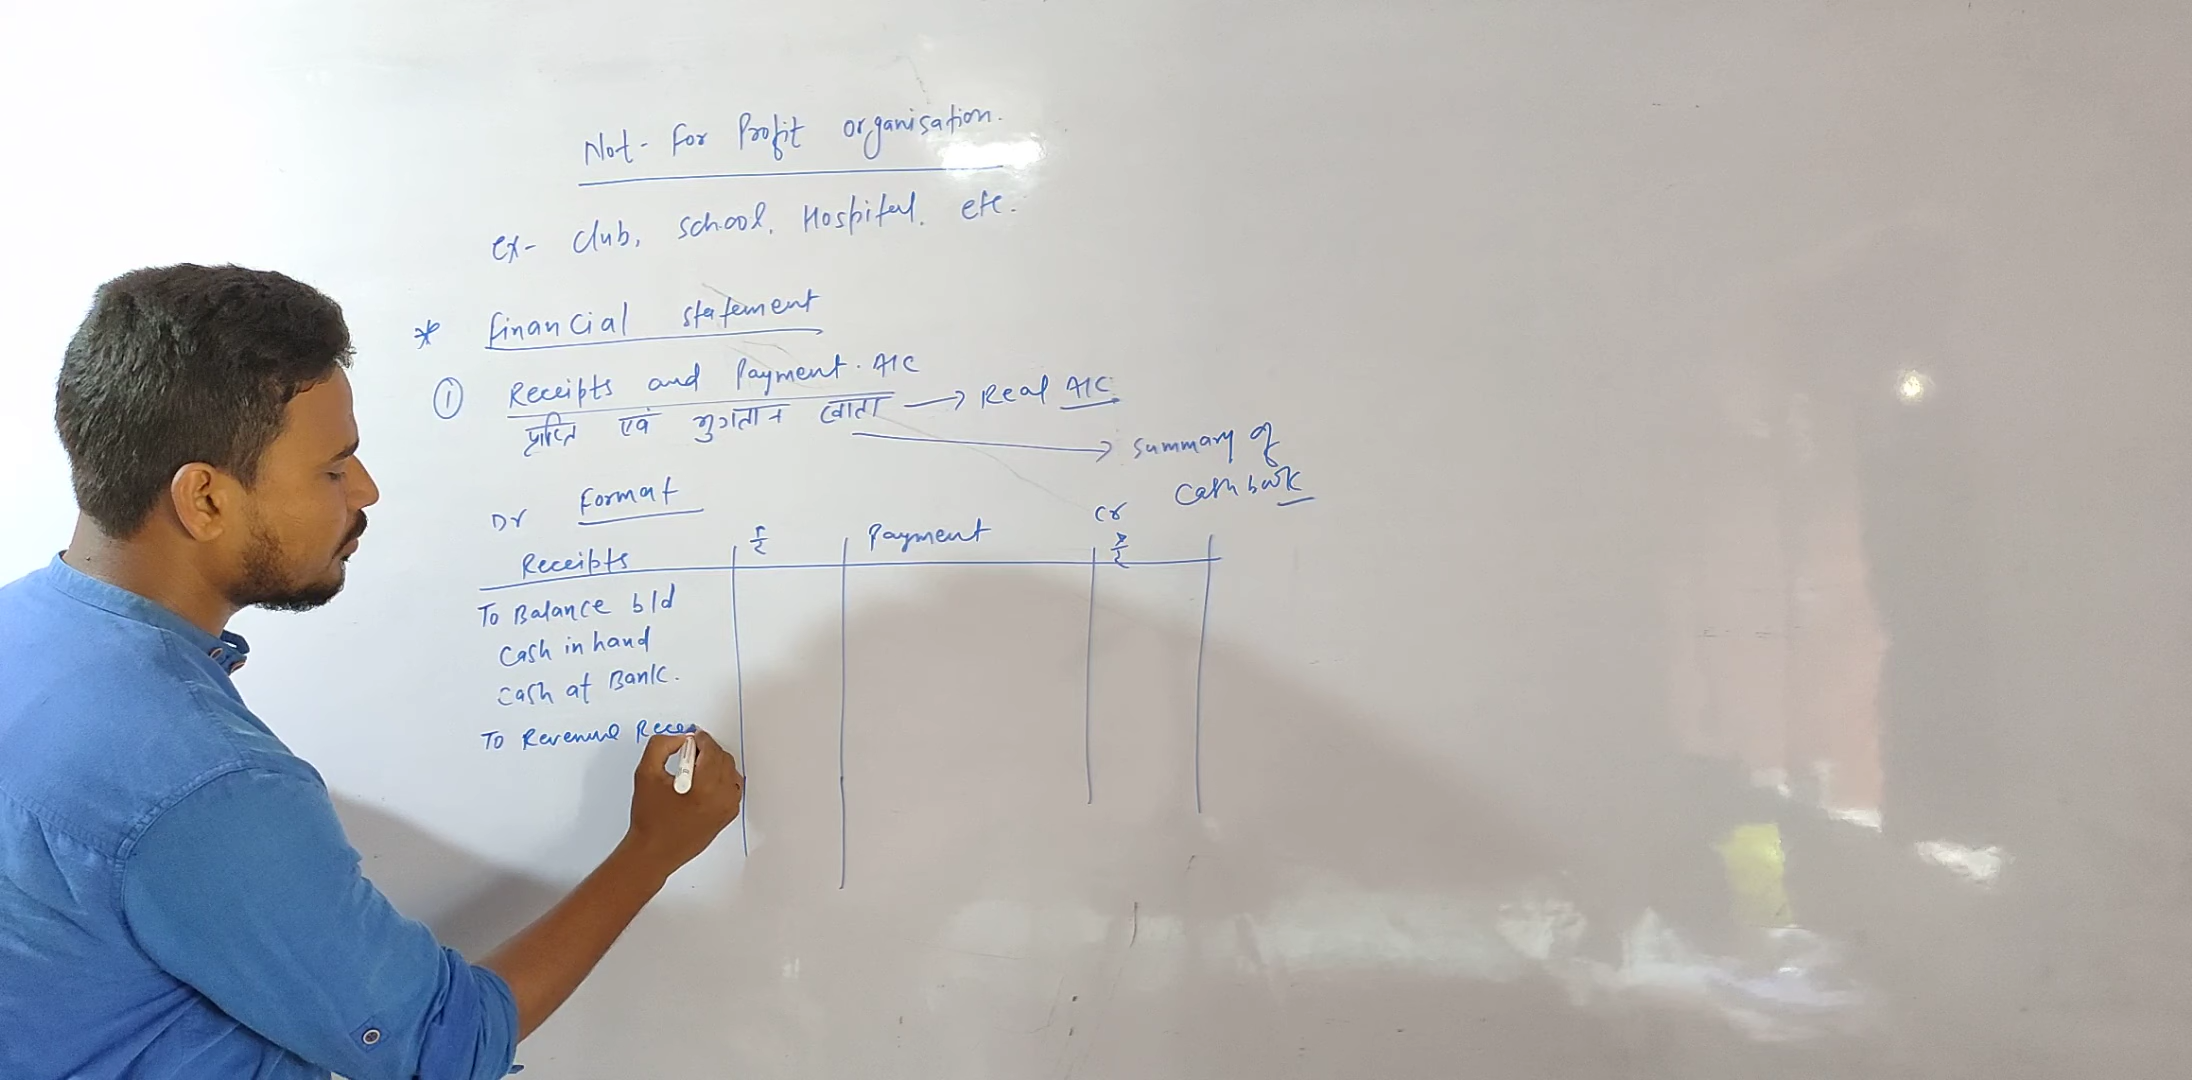 Not- For Profit organisation.
ex- club, school, Hospital, etc.
* financial statement
① Receipts and Payment. A/C
प्राप्ति एवं भुगतान खाता → Real A/C
→ summary of
cash book
Dr Format Cr
Receipts ₹ Payment ₹
To Balance b/d
cash in hand
cash at Bank.
To Revenue Recei